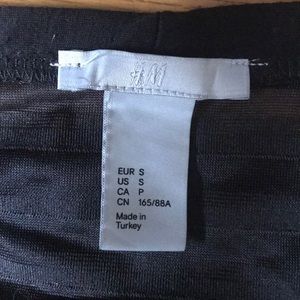 H&M
EUR S
US S
CA P
CN 165/88A
Made in
Turkey